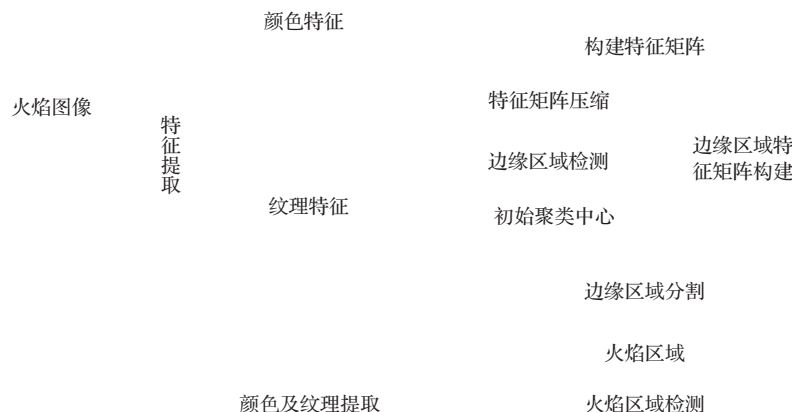 颜色特征
构建特征矩阵
火焰图像
特征提取
特征矩阵压缩
边缘区域检测
边缘区域特
征矩阵构建
纹理特征
初始聚类中心
边缘区域分割
火焰区域
颜色及纹理提取
火焰区域检测